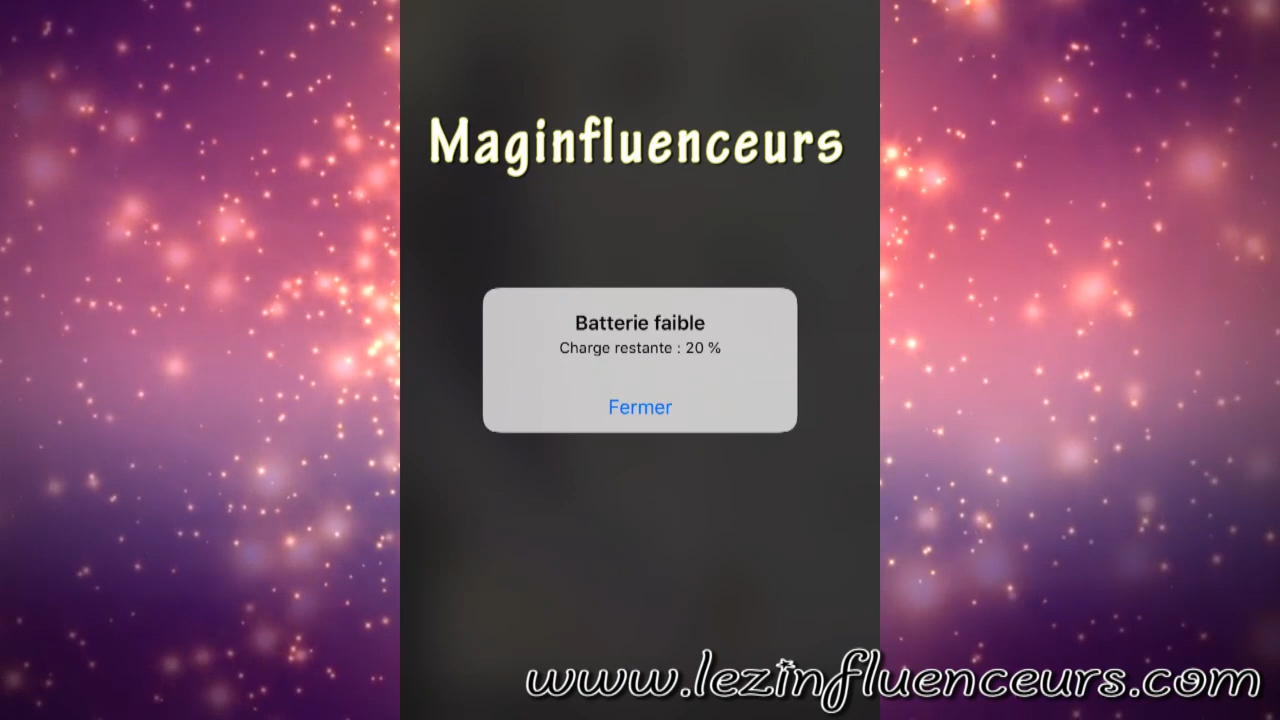 Maginfluenceurs
Batterie faible
Charge restante : 20 %
Fermer
www.lezinfluenceurs.com